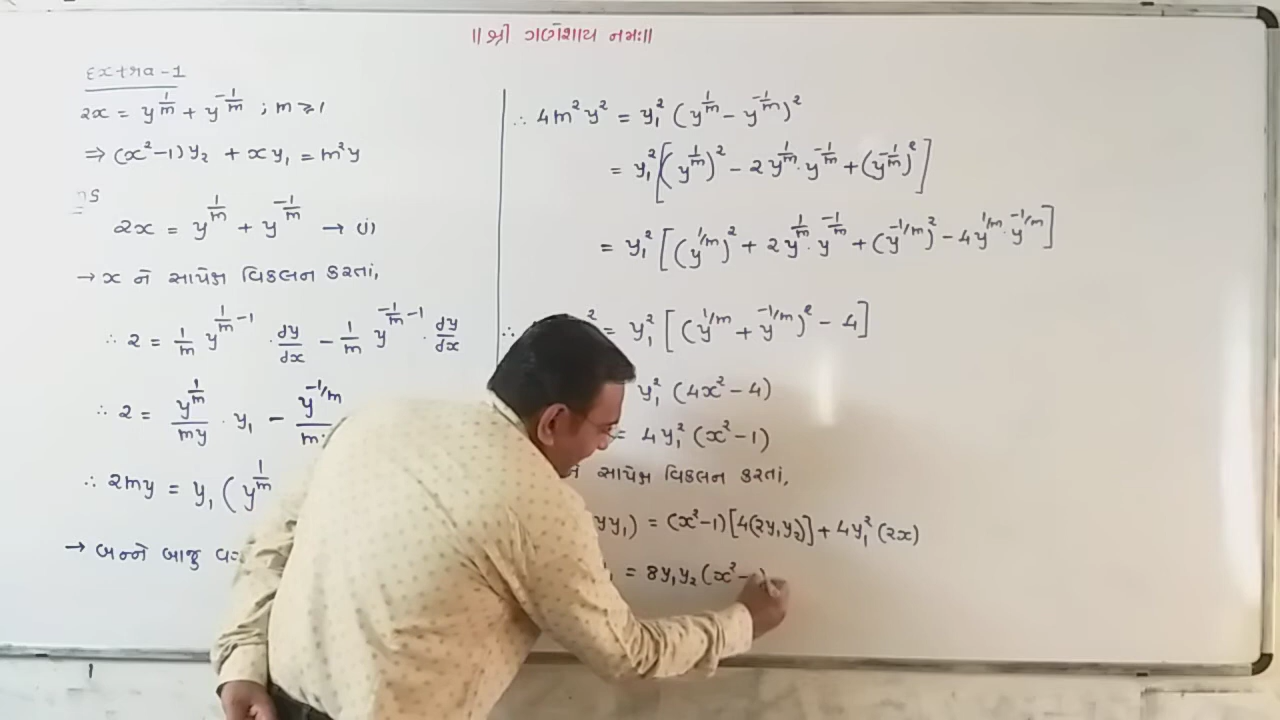 ॥ શ્રી ગણેશાય નમઃ॥
Extra-1
2x = y^{1/m} + y^{-1/m} ; m ≥ 1
⇒ (x²-1)y₂ + xy₁ = m²y
ns
2x = y^{1/m} + y^{-1/m} → (i)
→ x ને સાપેક્ષ વિકલન કરતાં,
∴ 2 = 1/m y^{1/m - 1} · dy/dx - 1/m y^{-1/m - 1} · dy/dx
∴ 2 = y^{1/m}/my · y₁ - y^{-1/m}/m
∴ 2my = y₁ (y^{1/m}
→ બન્ને બાજુ
∴ 4m²y² = y₁² (y^{1/m} - y^{-1/m})²
= y₁² [(y^{1/m})² - 2y^{1/m} · y^{-1/m} + (y^{-1/m})²]
= y₁² [(y^{1/m})² + 2y^{1/m} · y^{-1/m} + (y^{-1/m})² - 4y^{1/m} · y^{-1/m}]
∴ ² = y₁² [(y^{1/m} + y^{-1/m})² - 4]
y₁² (4x² - 4)
= 4y₁² (x² - 1)
સાપેક્ષ વિકલન કરતાં,
yy₁) = (x²-1)[4(2y₁y₂)] + 4y₁² (2x)
= 8y₁y₂ (x² -